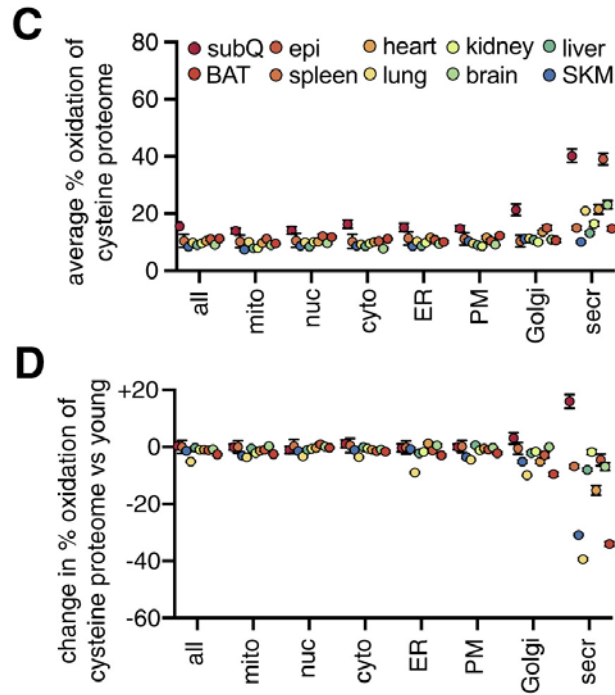 C
average % oxidation of
cysteine proteome
80
60
40
20
0
subQ epi heart kidney liver
BAT spleen lung brain SKM
all mito nuc cyto ER PM Golgi secr
D
change in % oxidation of
cysteine proteome vs young
+20
0
-20
-40
-60
all mito nuc cyto ER PM Golgi secr